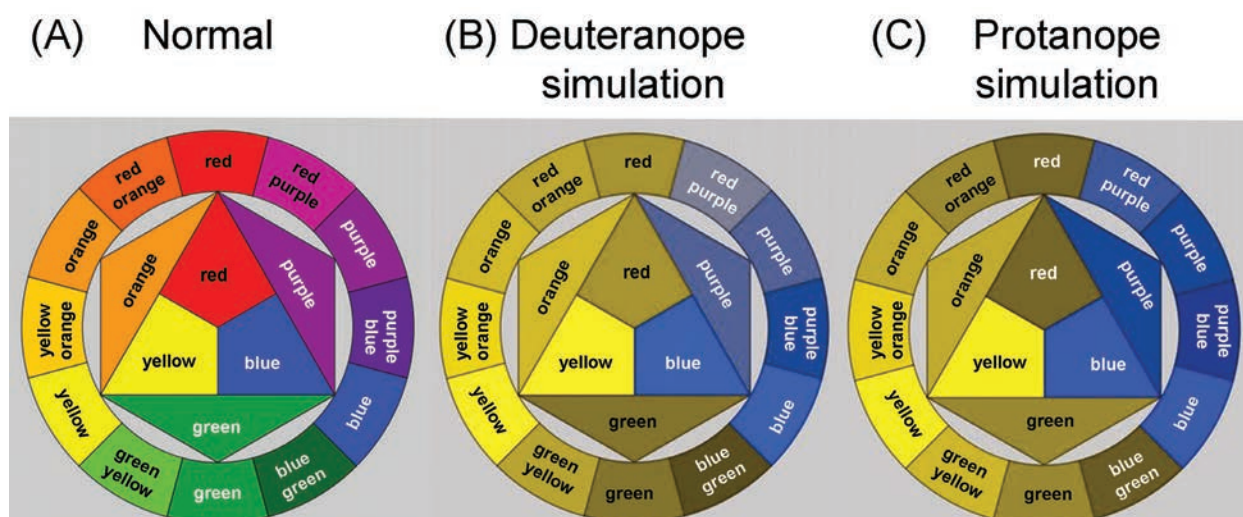 (A) Normal
(B) Deuteranope
simulation
(C) Protanope
simulation
red
red
purple
purple
purple
blue
blue
blue
green
green
green
yellow
yellow
yellow
orange
orange
red
orange
orange
red
purple
yellow
blue
green
red
red
purple
purple
purple
blue
blue
blue
green
green
green
yellow
yellow
yellow
orange
orange
red
orange
orange
red
purple
yellow
blue
green
red
red
purple
purple
purple
blue
blue
blue
green
green
green
yellow
yellow
yellow
orange
orange
red
orange
orange
red
purple
yellow
blue
green